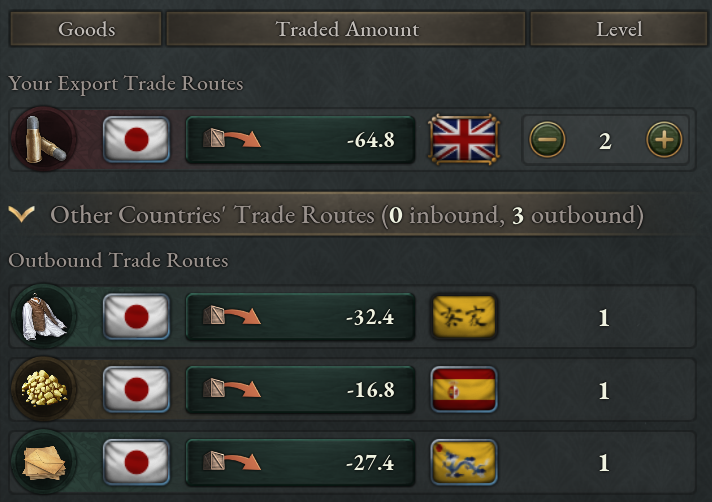 Goods Traded Amount Level
Your Export Trade Routes
-64.8 2
Other Countries' Trade Routes (0 inbound, 3 outbound)
Outbound Trade Routes
-32.4 1
-16.8 1
-27.4 1